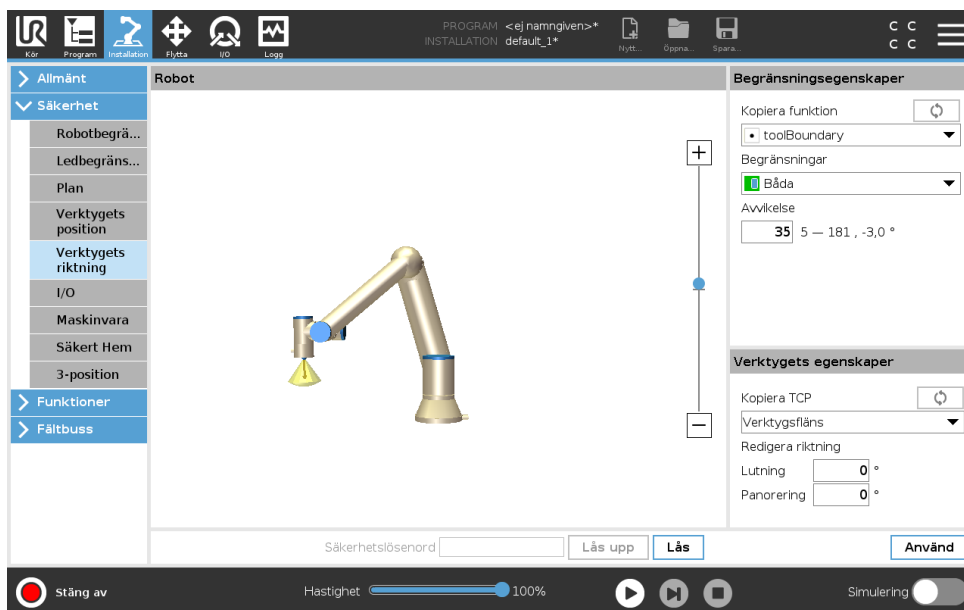 UR
Kör
Program
Installation
Flytta
I/O
Logg
PROGRAM <ej namngiven>*
INSTALLATION default_1*
Nytt...
Öppna...
Spara...
C C
C C
Allmänt
Säkerhet
Robotbegrä...
Ledbegräns...
Plan
Verktygets
position
Verktygets
riktning
I/O
Maskinvara
Säkert Hem
3-position
Funktioner
Fältbuss
Robot
Begränsningsegenskaper
Kopiera funktion
toolBoundary
Begränsningar
Båda
Avvikelse
35 5 — 181 , -3,0 °
Verktygets egenskaper
Kopiera TCP
Verktygsfläns
Redigera riktning
Lutning 0 °
Panorering 0 °
Säkerhetslösenord Lås upp Lås
Använd
Stäng av
Hastighet 100%
Simulering